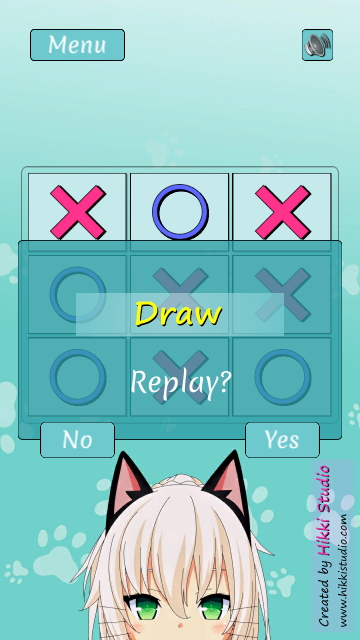 Menu
Draw
Replay?
No
Yes
Created by Hikki Studio
www.hikkistudio.com